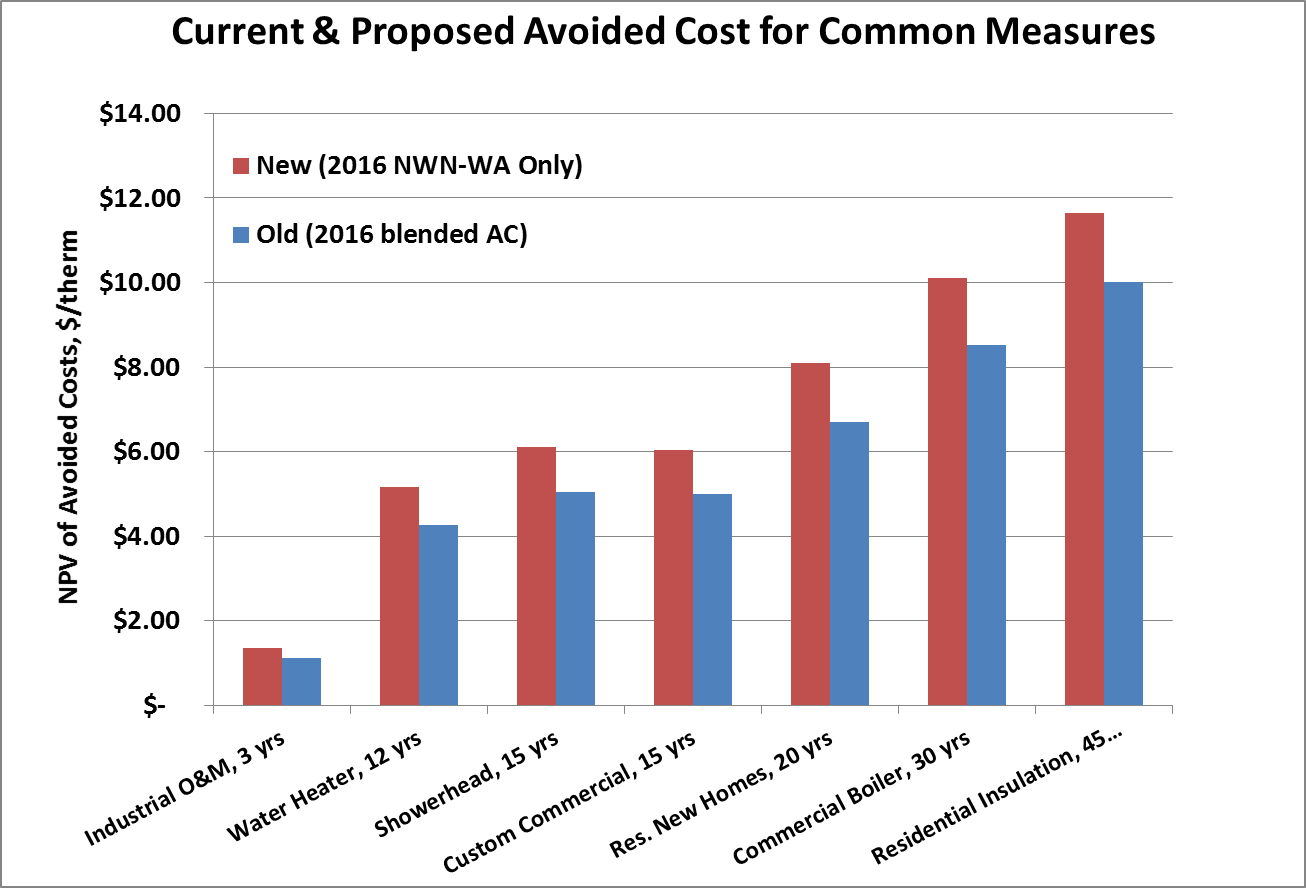 Current & Proposed Avoided Cost for Common Measures
$14.00
$12.00
$10.00
$8.00
$6.00
$4.00
$2.00
$-
NPV of Avoided Costs, $/therm
New (2016 NWN-WA Only)
Old (2016 blended AC)
Industrial O&M, 3 yrs
Water Heater, 12 yrs
Showerhead, 15 yrs
Custom Commercial, 15 yrs
Res. New Homes, 20 yrs
Commercial Boiler, 30 yrs
Residential Insulation, 45...